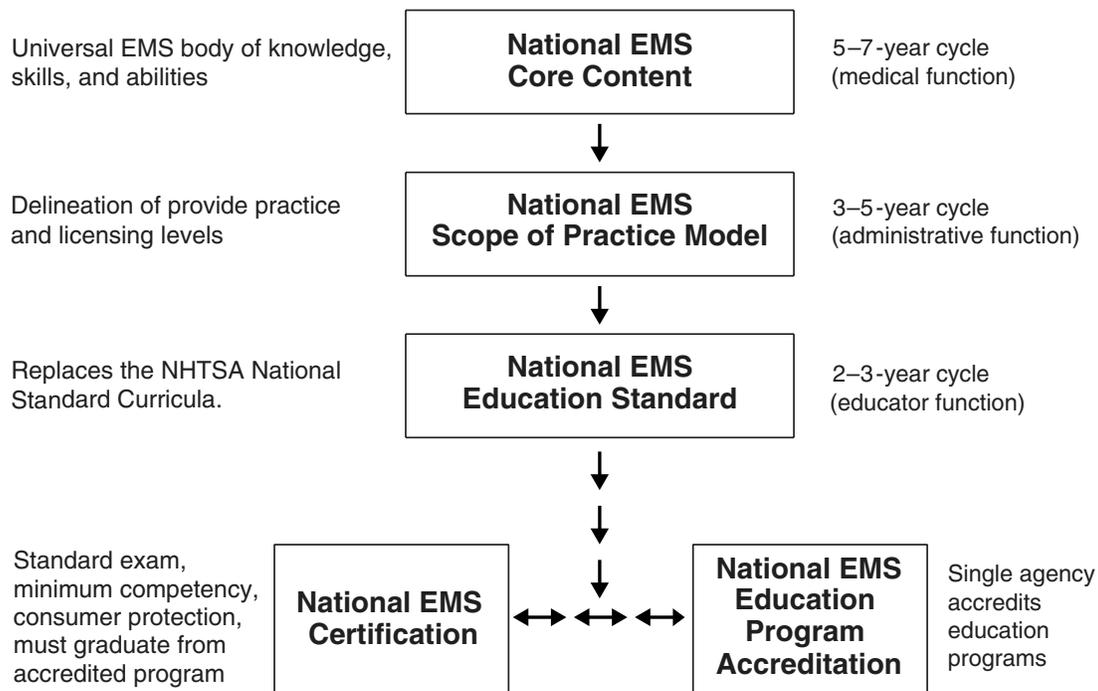 Universal EMS body of knowledge,
skills, and abilities
National EMS
Core Content
5–7-year cycle
(medical function)
Delineation of provide practice
and licensing levels
National EMS
Scope of Practice Model
3–5-year cycle
(administrative function)
Replaces the NHTSA National
Standard Curricula.
National EMS
Education Standard
2–3-year cycle
(educator function)
Standard exam,
minimum competency,
consumer protection,
must graduate from
accredited program
National EMS
Certification
National EMS
Education
Program
Accreditation
Single agency
accredits
education
programs